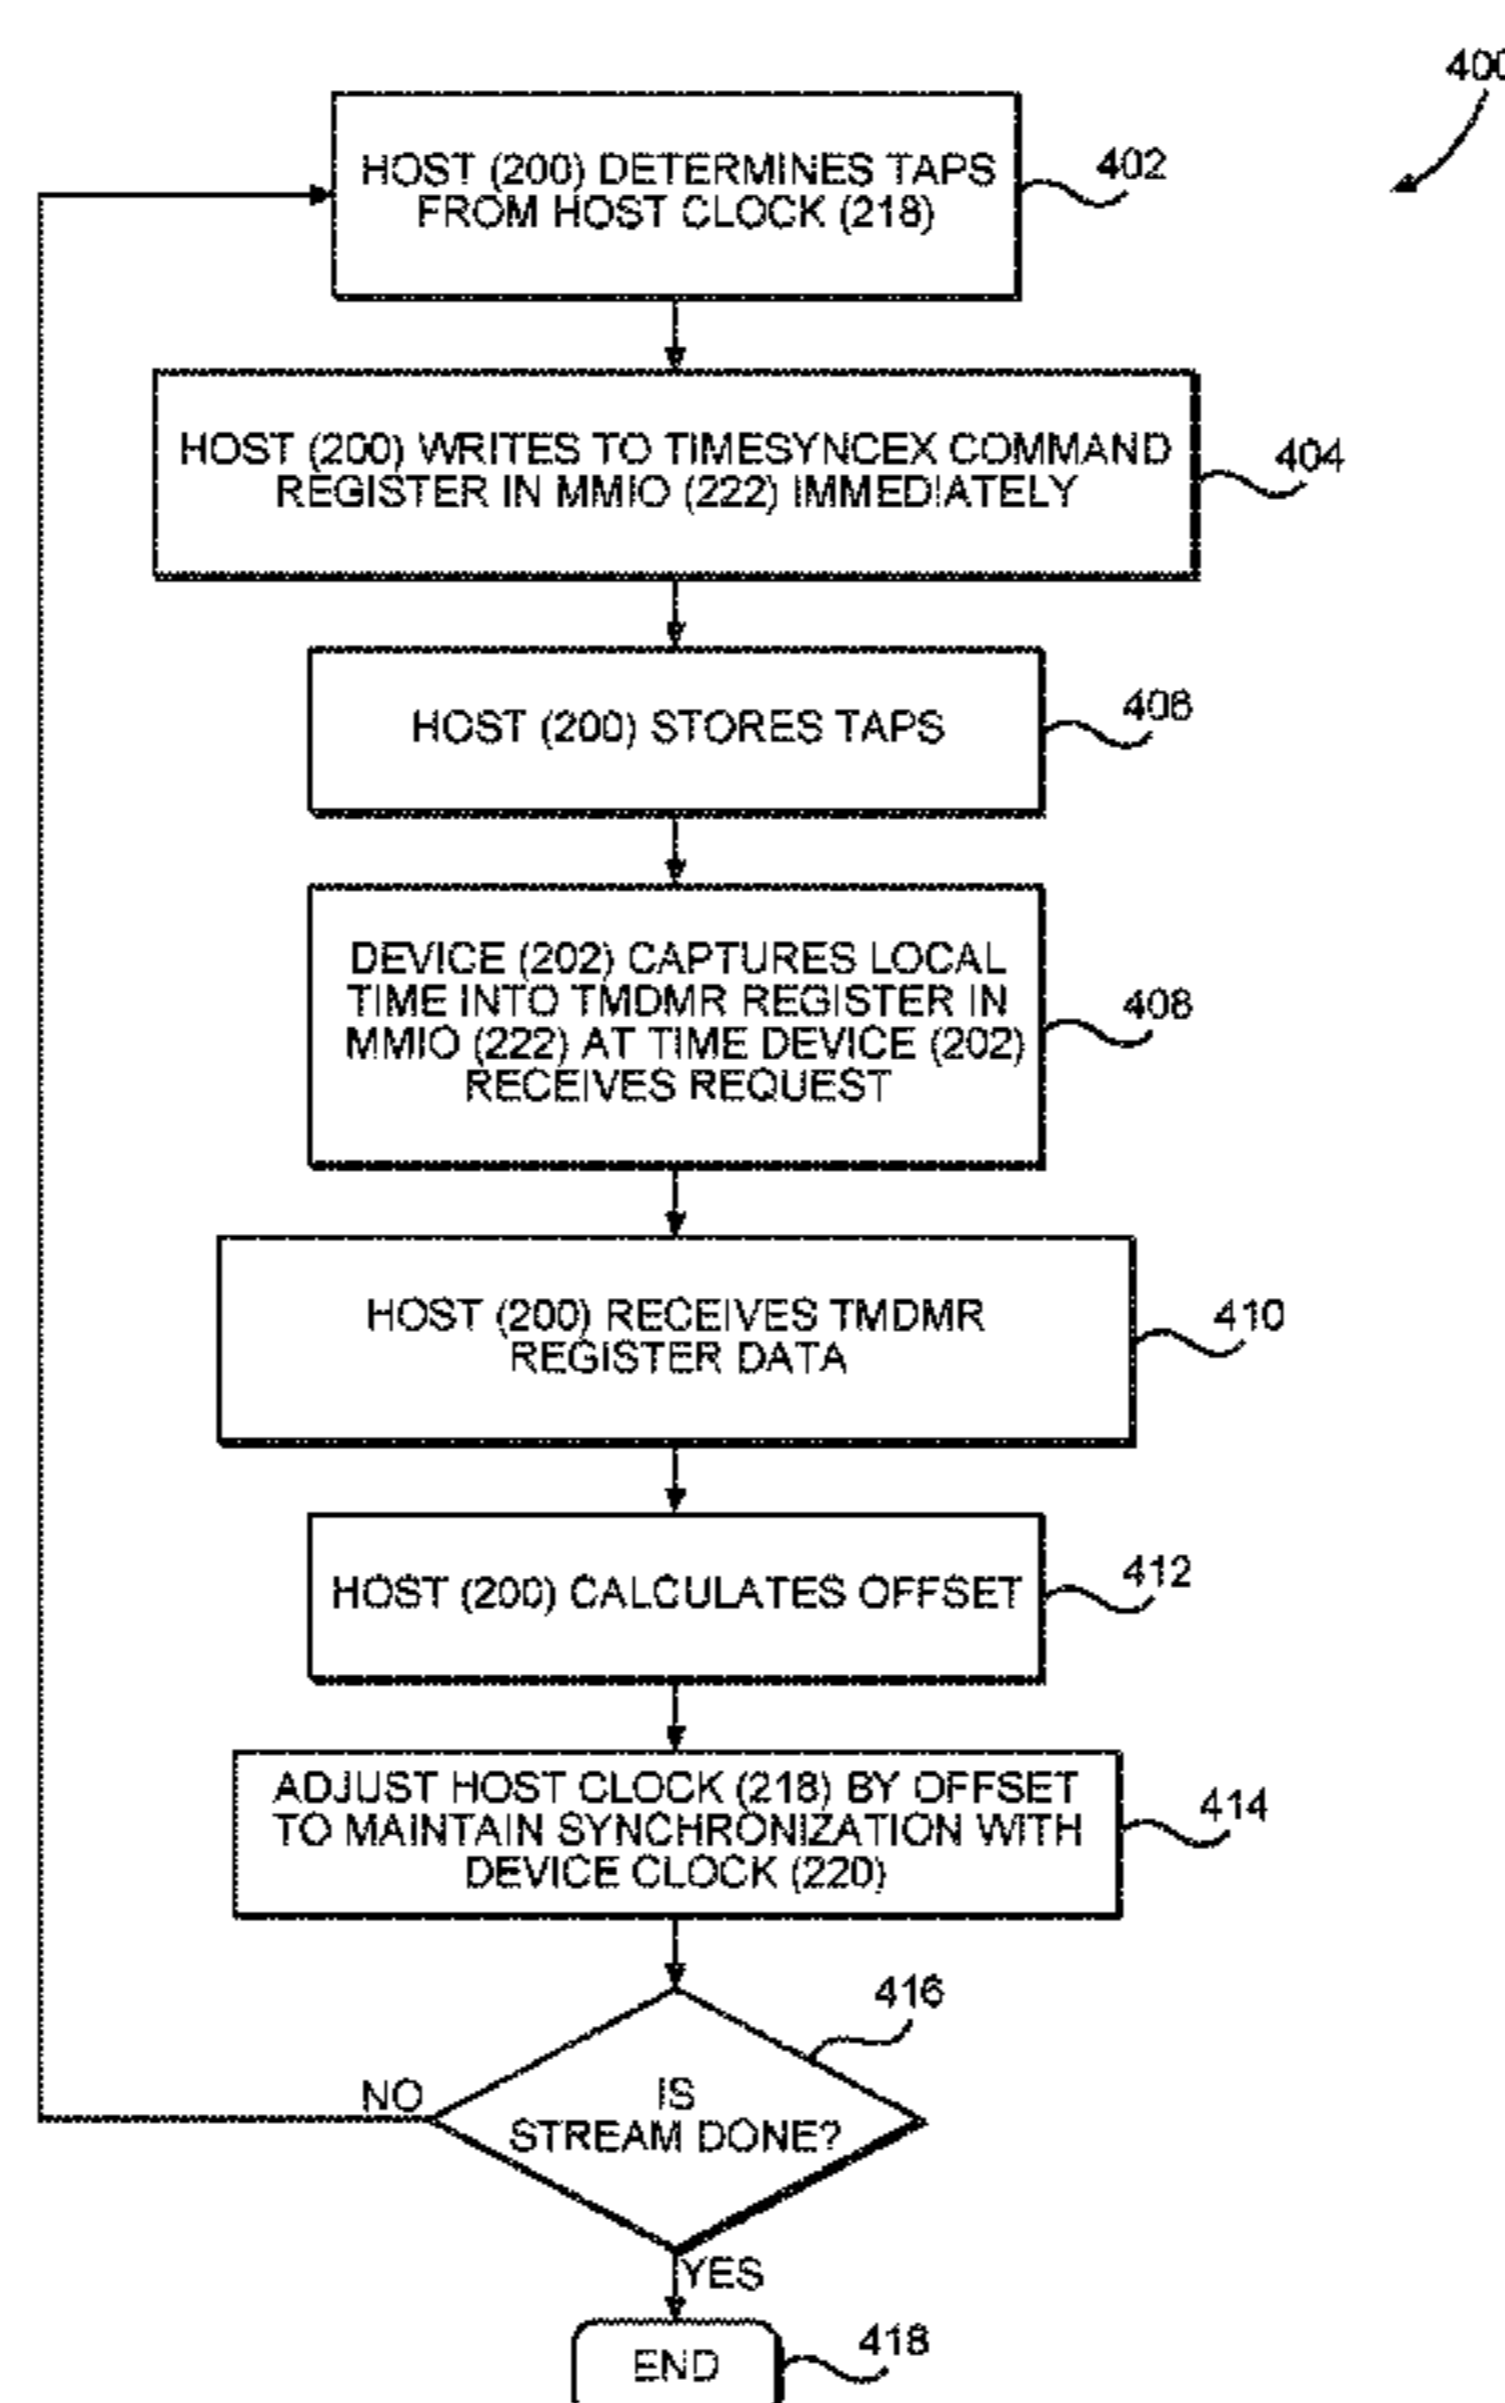 400
HOST (200) DETERMINES TAPS
FROM HOST CLOCK (218)
402
HOST (200) WRITES TO TIMESYNCEX COMMAND
REGISTER IN MMIO (222) IMMEDIATELY
404
HOST (200) STORES TAPS
406
DEVICE (202) CAPTURES LOCAL
TIME INTO TMDMR REGISTER IN
MMIO (222) AT TIME DEVICE (202)
RECEIVES REQUEST
408
HOST (200) RECEIVES TMDMR
REGISTER DATA
410
HOST (200) CALCULATES OFFSET
412
ADJUST HOST CLOCK (218) BY OFFSET
TO MAINTAIN SYNCHRONIZATION WITH
DEVICE CLOCK (220)
414
416
IS
STREAM DONE?
NO
YES
END
418